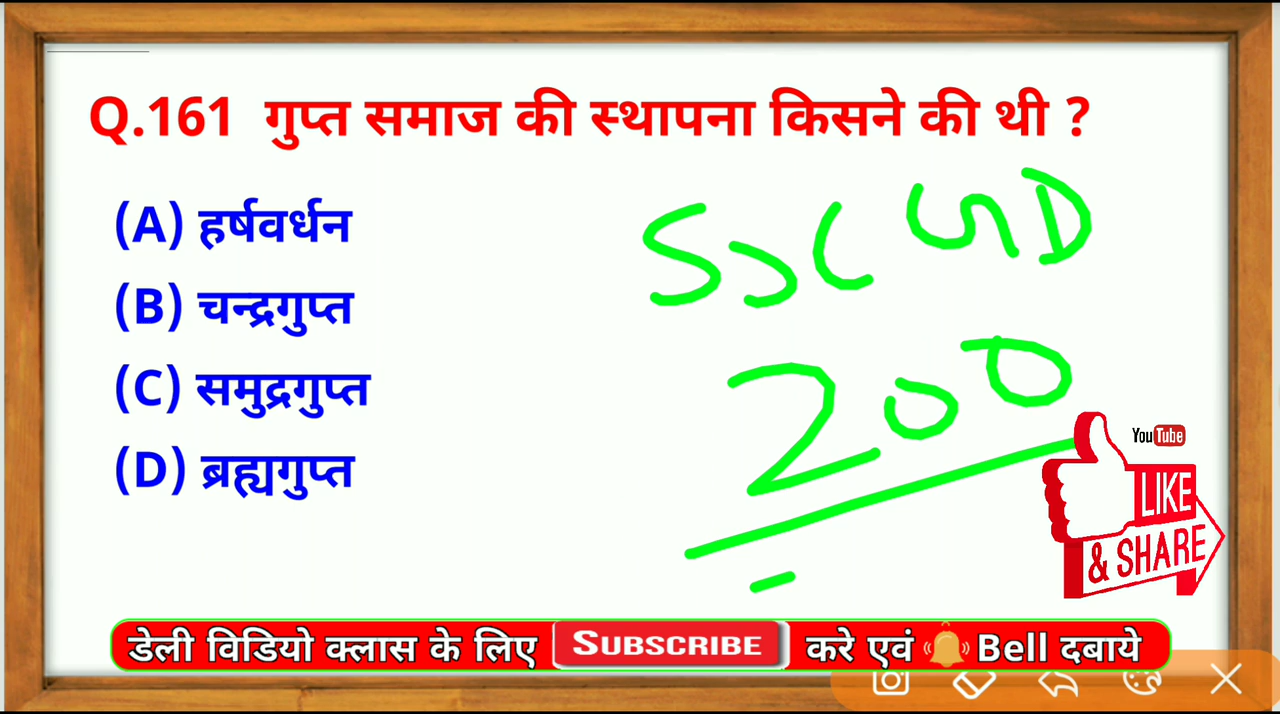 Q.161 गुप्त समाज की स्थापना किसने की थी ?
(A) हर्षवर्धन
(B) चन्द्रगुप्त
(C) समुद्रगुप्त
(D) ब्रह्यगुप्त
SSC GD
200
YouTube
LIKE
& SHARE
डेली विडियो क्लास के लिए SUBSCRIBE करे एवं Bell दबाये